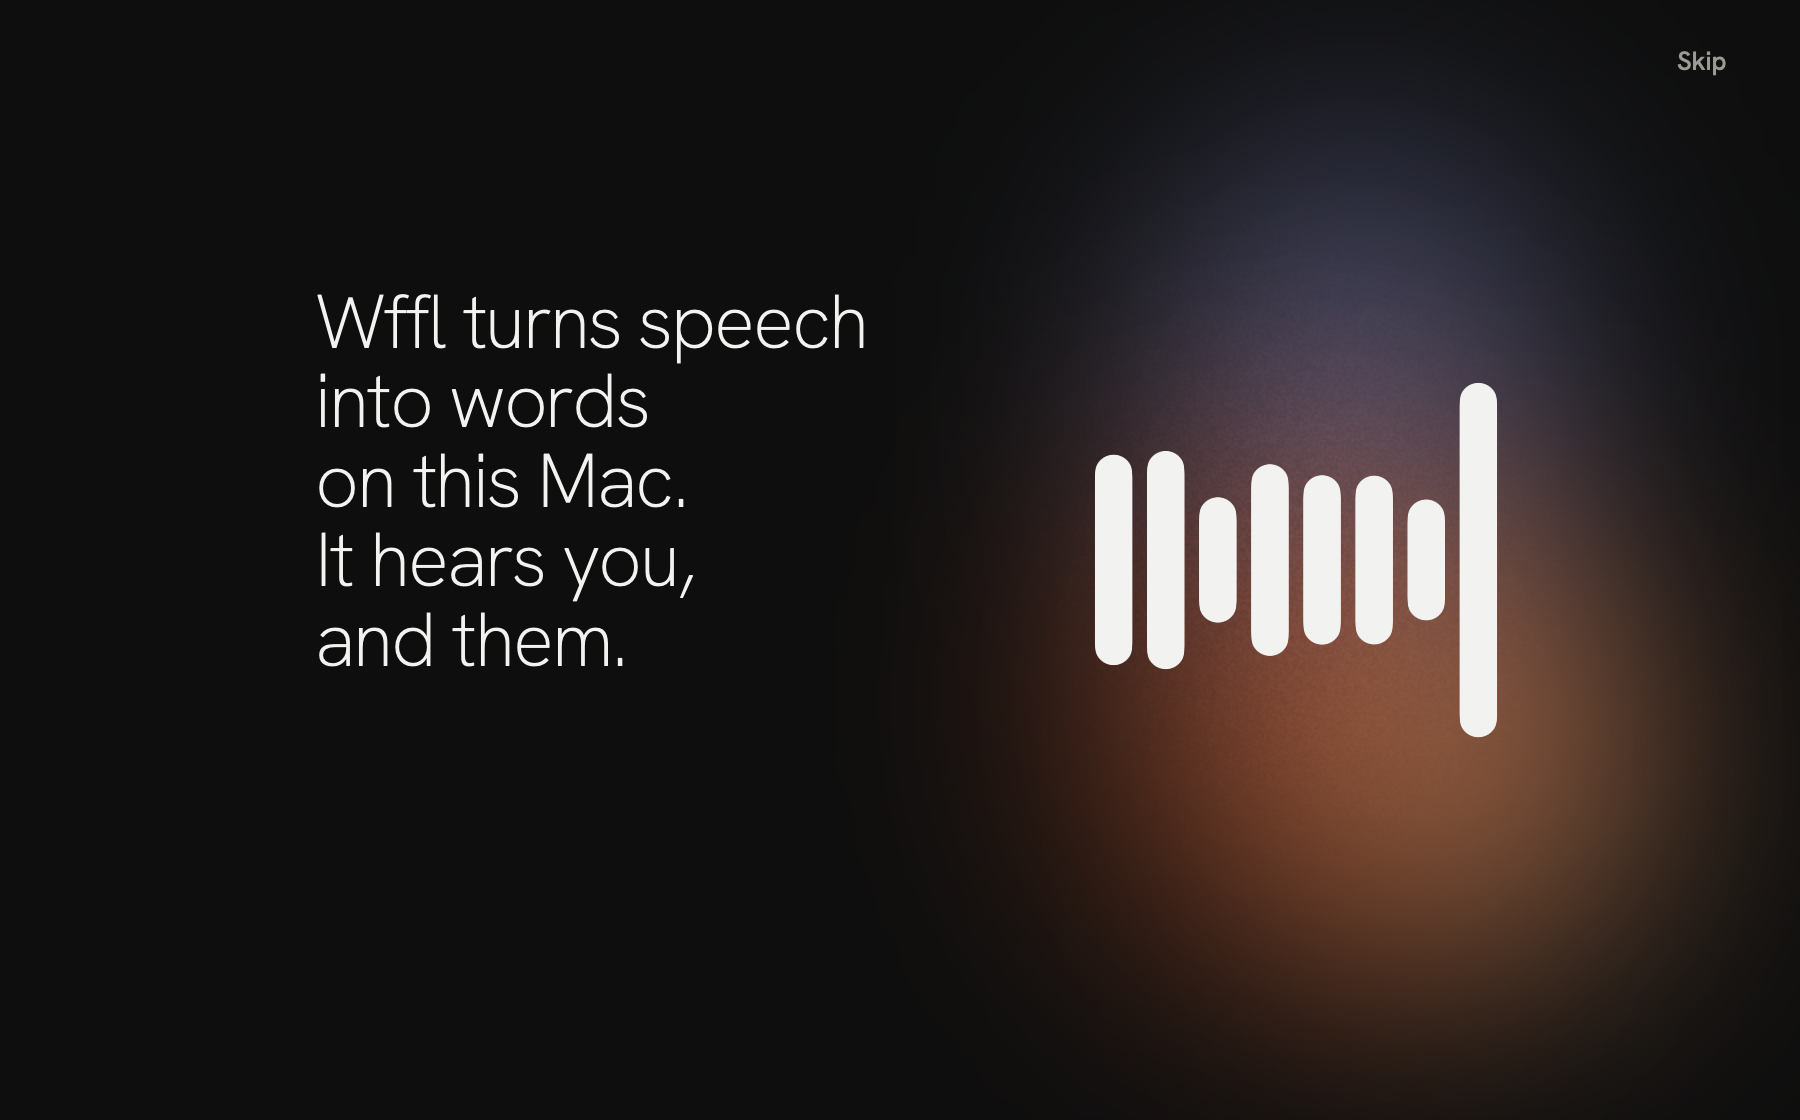 Skip
Wffl turns speech
into words
on this Mac.
It hears you,
and them.